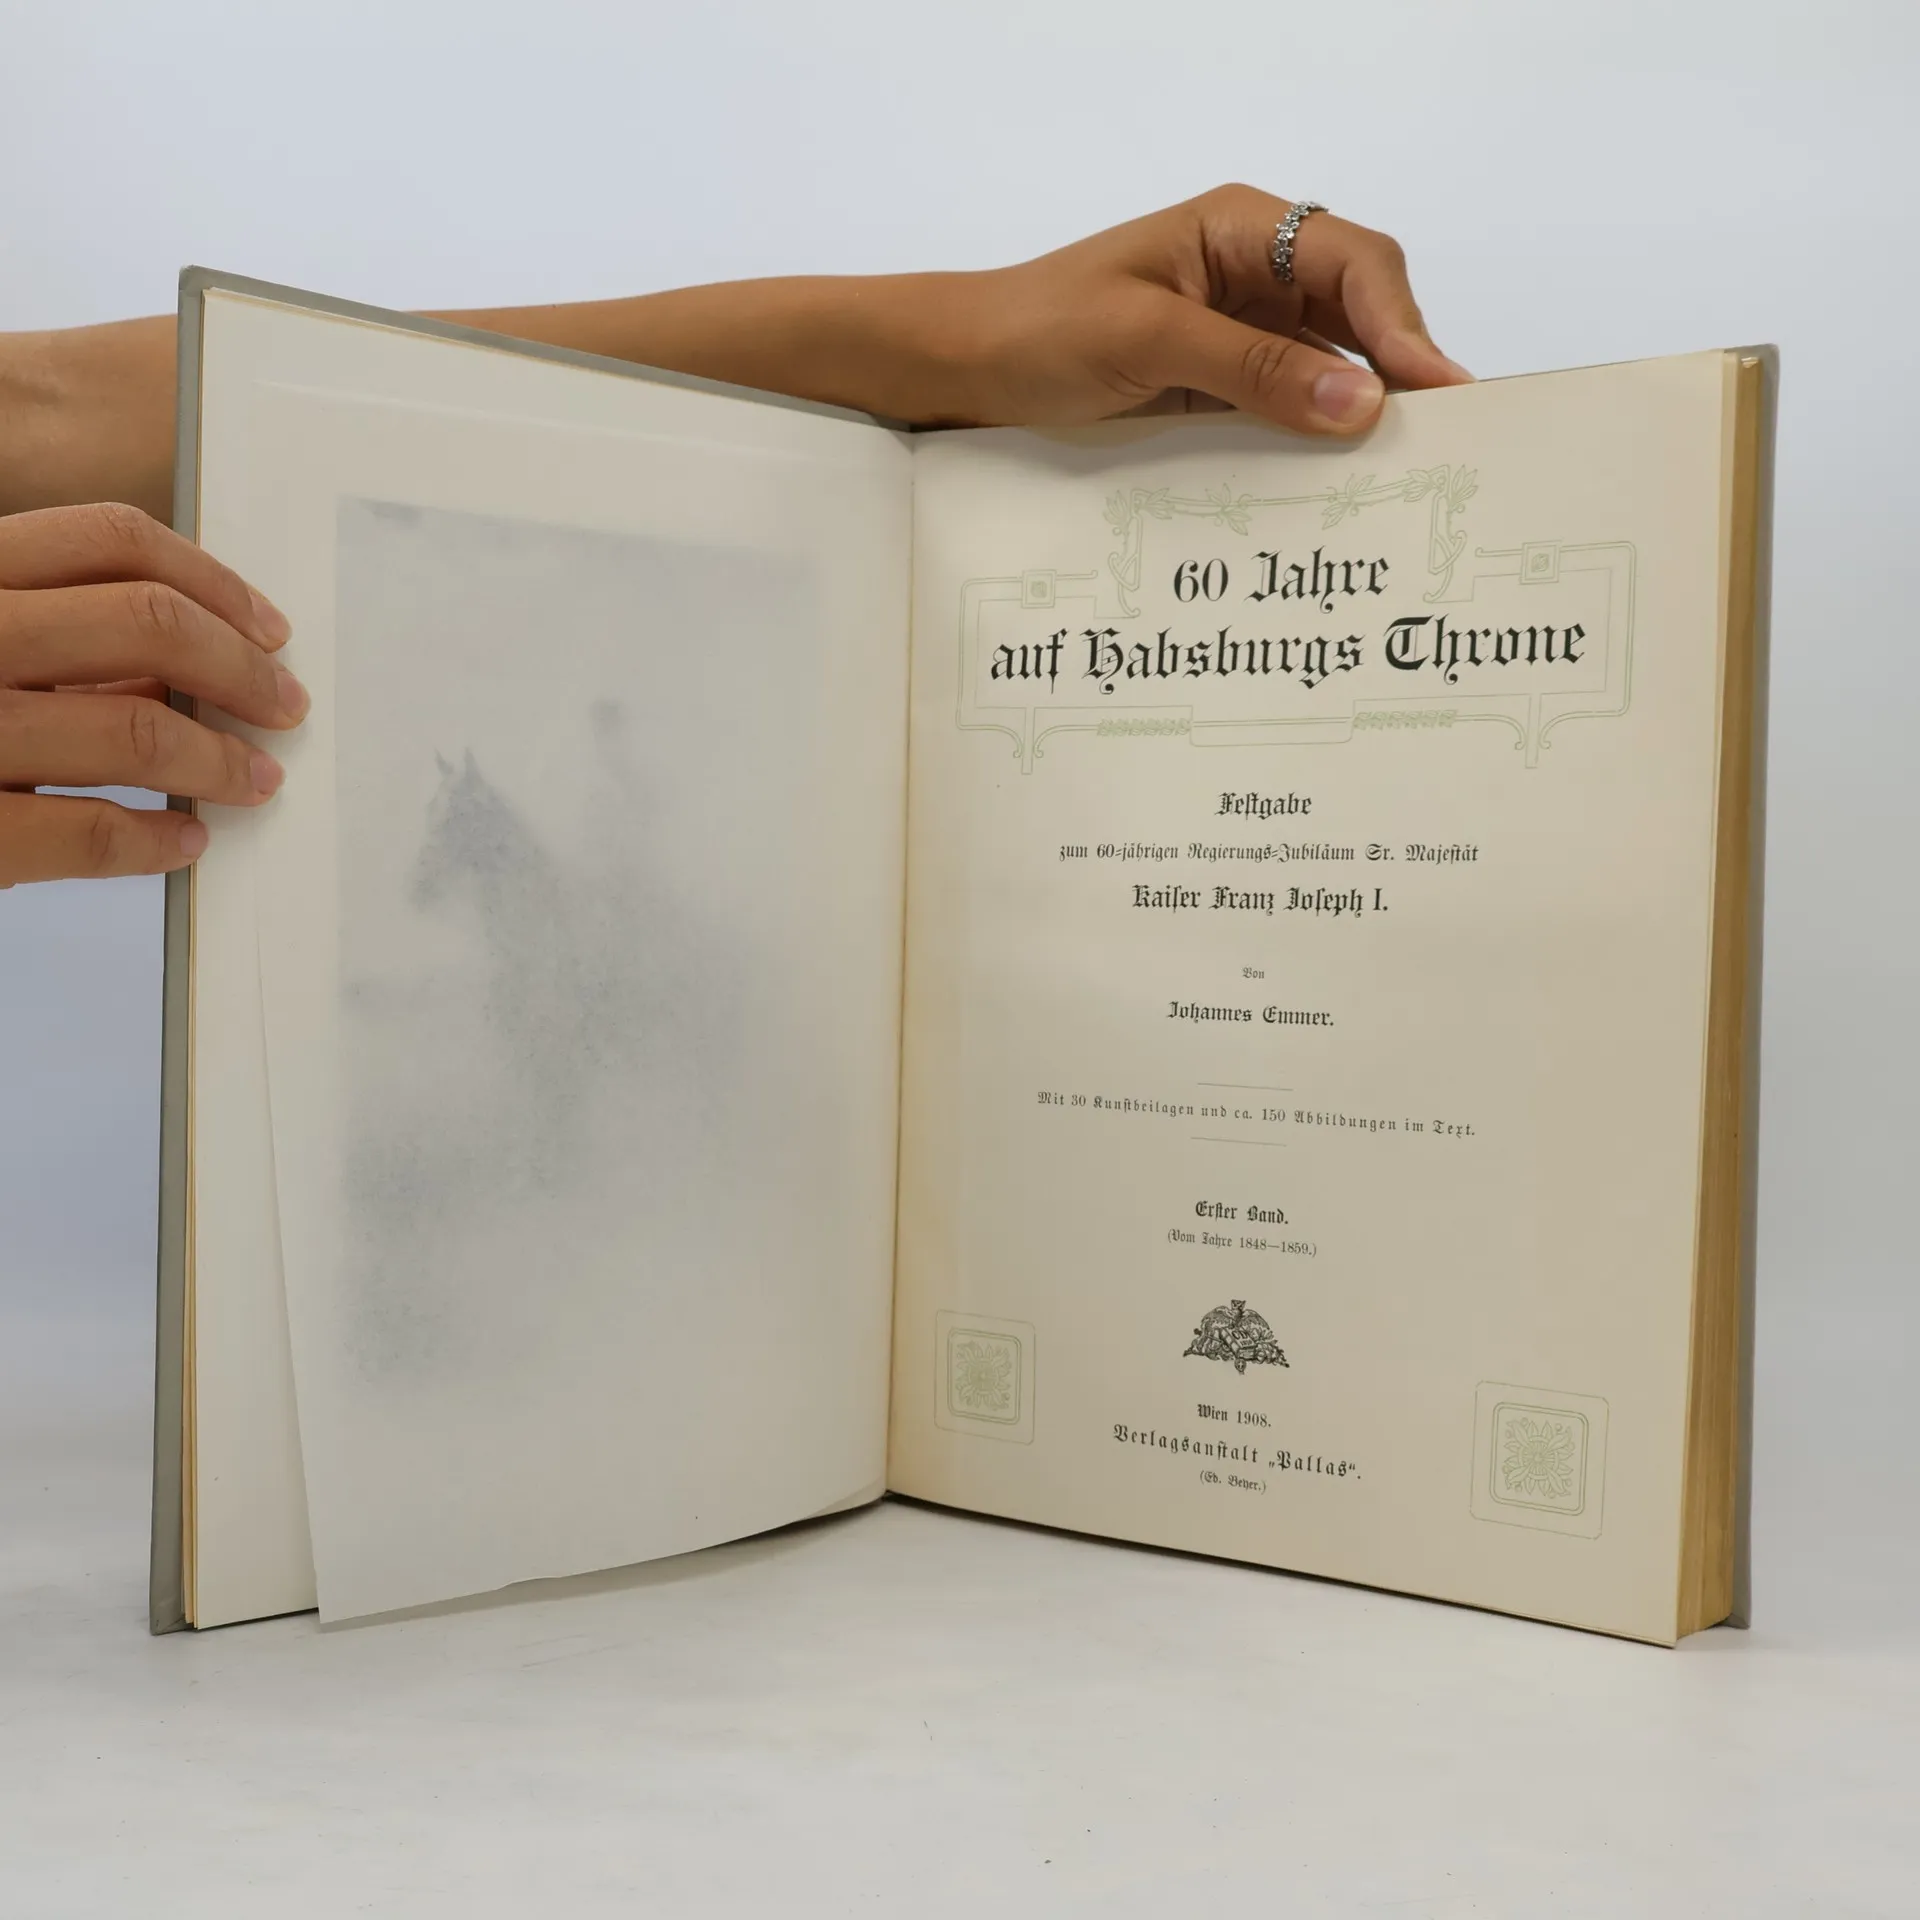 60 Jahre
auf Habsburgs Throne
Festgabe
zum 60-jährigen Regierungs-Jubiläum Sr. Majestät
Kaiser Franz Joseph I.
Von
Johannes Emmer.
Mit 30 Kunstbeilagen und ca. 150 Abbildungen im Text.
Erster Band.
(Vom Jahre 1848—1859.)
Wien 1908.
Verlagsanstalt „Pallas“.
(Ed. Beyer.)